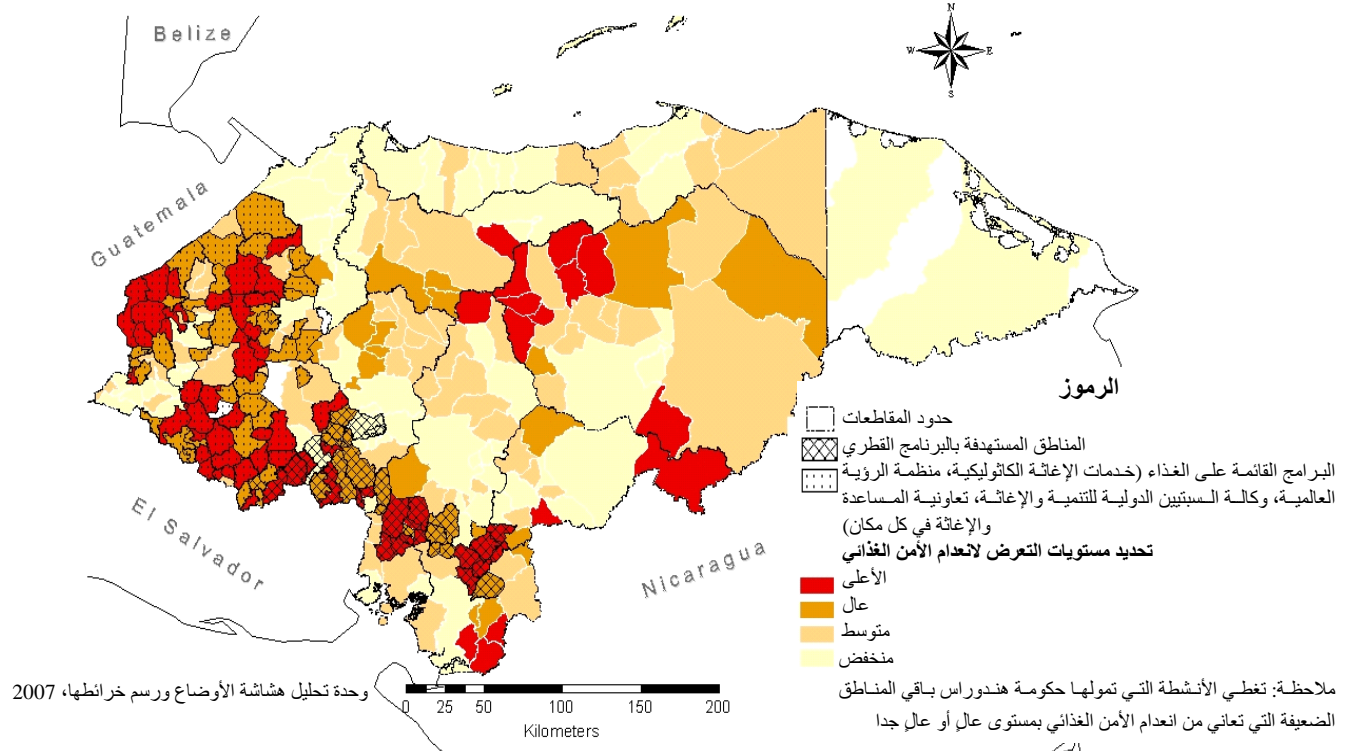 Belize
N
W E
S
Guatemala
الرموز
حدود المقاطعات
المناطق المستهدفة بالبرنامج القطري
البرامج القائمة على الغذاء (خدمات الإغاثة الكاثوليكية، منظمة الرؤية
العالمية، وكالة السبتيين الدولية للتنمية والإغاثة، تعاونية المساعدة
والإغاثة في كل مكان)
تحديد مستويات التعرض لانعدام الأمن الغذائي
الأعلى
عال
متوسط
منخفض
El Salvador
Nicaragua
وحدة تحليل هشاشة الأوضاع ورسم خرائطها، 2007
0 25 50 100 150 200
Kilometers
ملاحظة: تغطي الأنشطة التي تمولها حكومة هندوراس باقي المناطق
الضعيفة التي تعاني من انعدام الأمن الغذائي بمستوى عالٍ أو عالٍ جدا